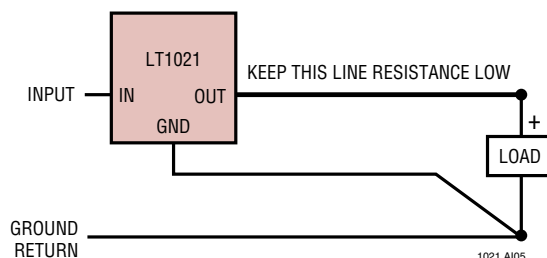 LT1021
KEEP THIS LINE RESISTANCE LOW
INPUT
IN
OUT
GND
+
LOAD
GROUND
RETURN
1021 AI05